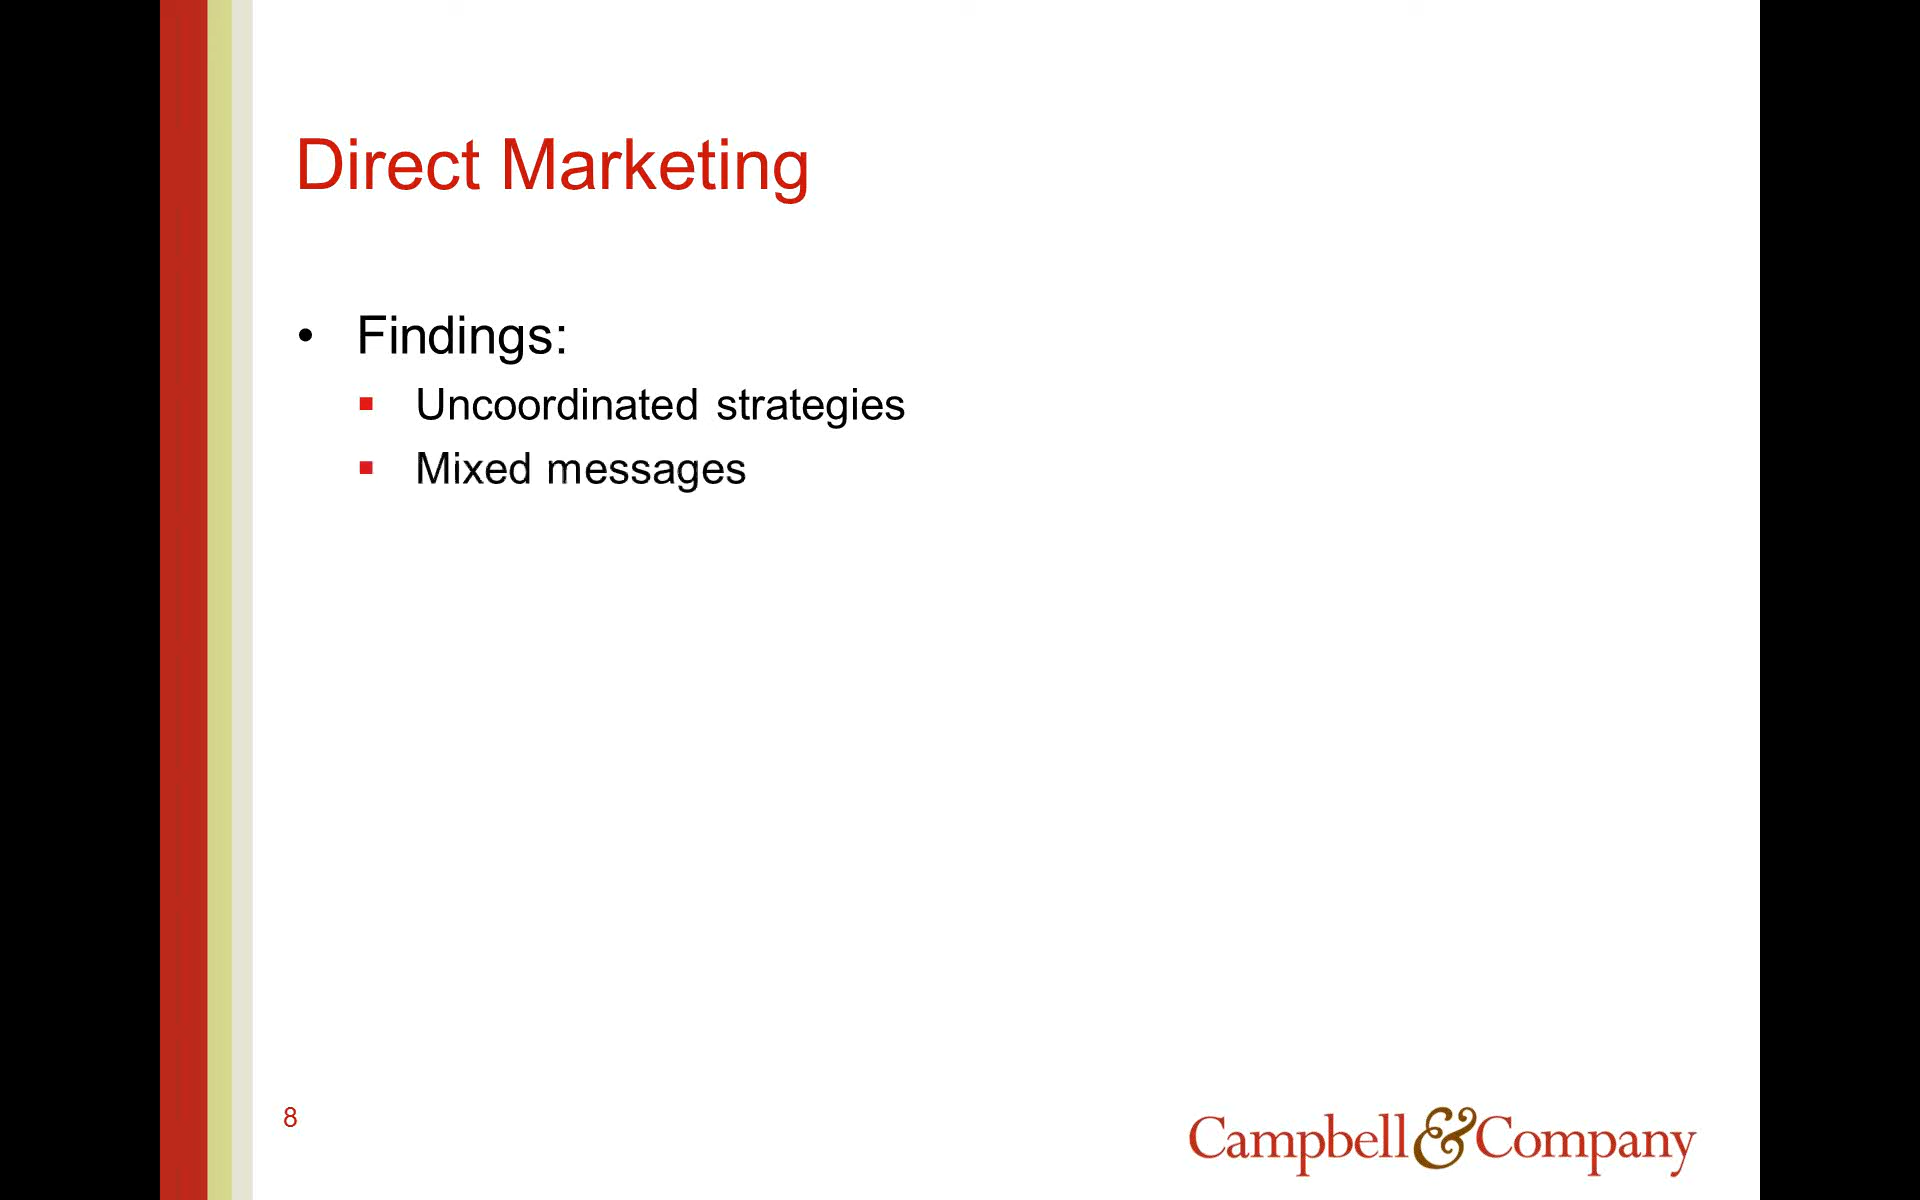 Direct Marketing
• Findings:
▪ Uncoordinated strategies
▪ Mixed messages
8
Campbell&Company